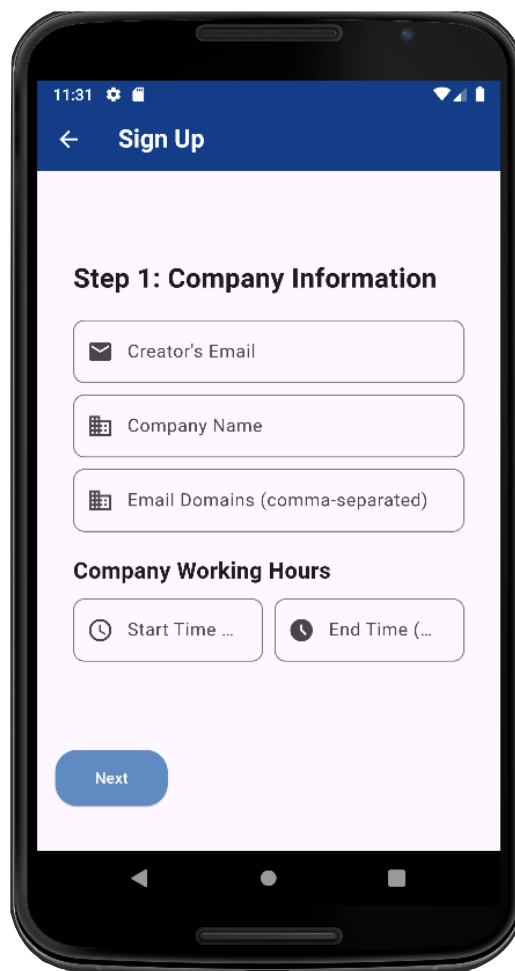 11:31
Sign Up
Step 1: Company Information
Creator's Email
Company Name
Email Domains (comma-separated)
Company Working Hours
Start Time ...
End Time (...
Next